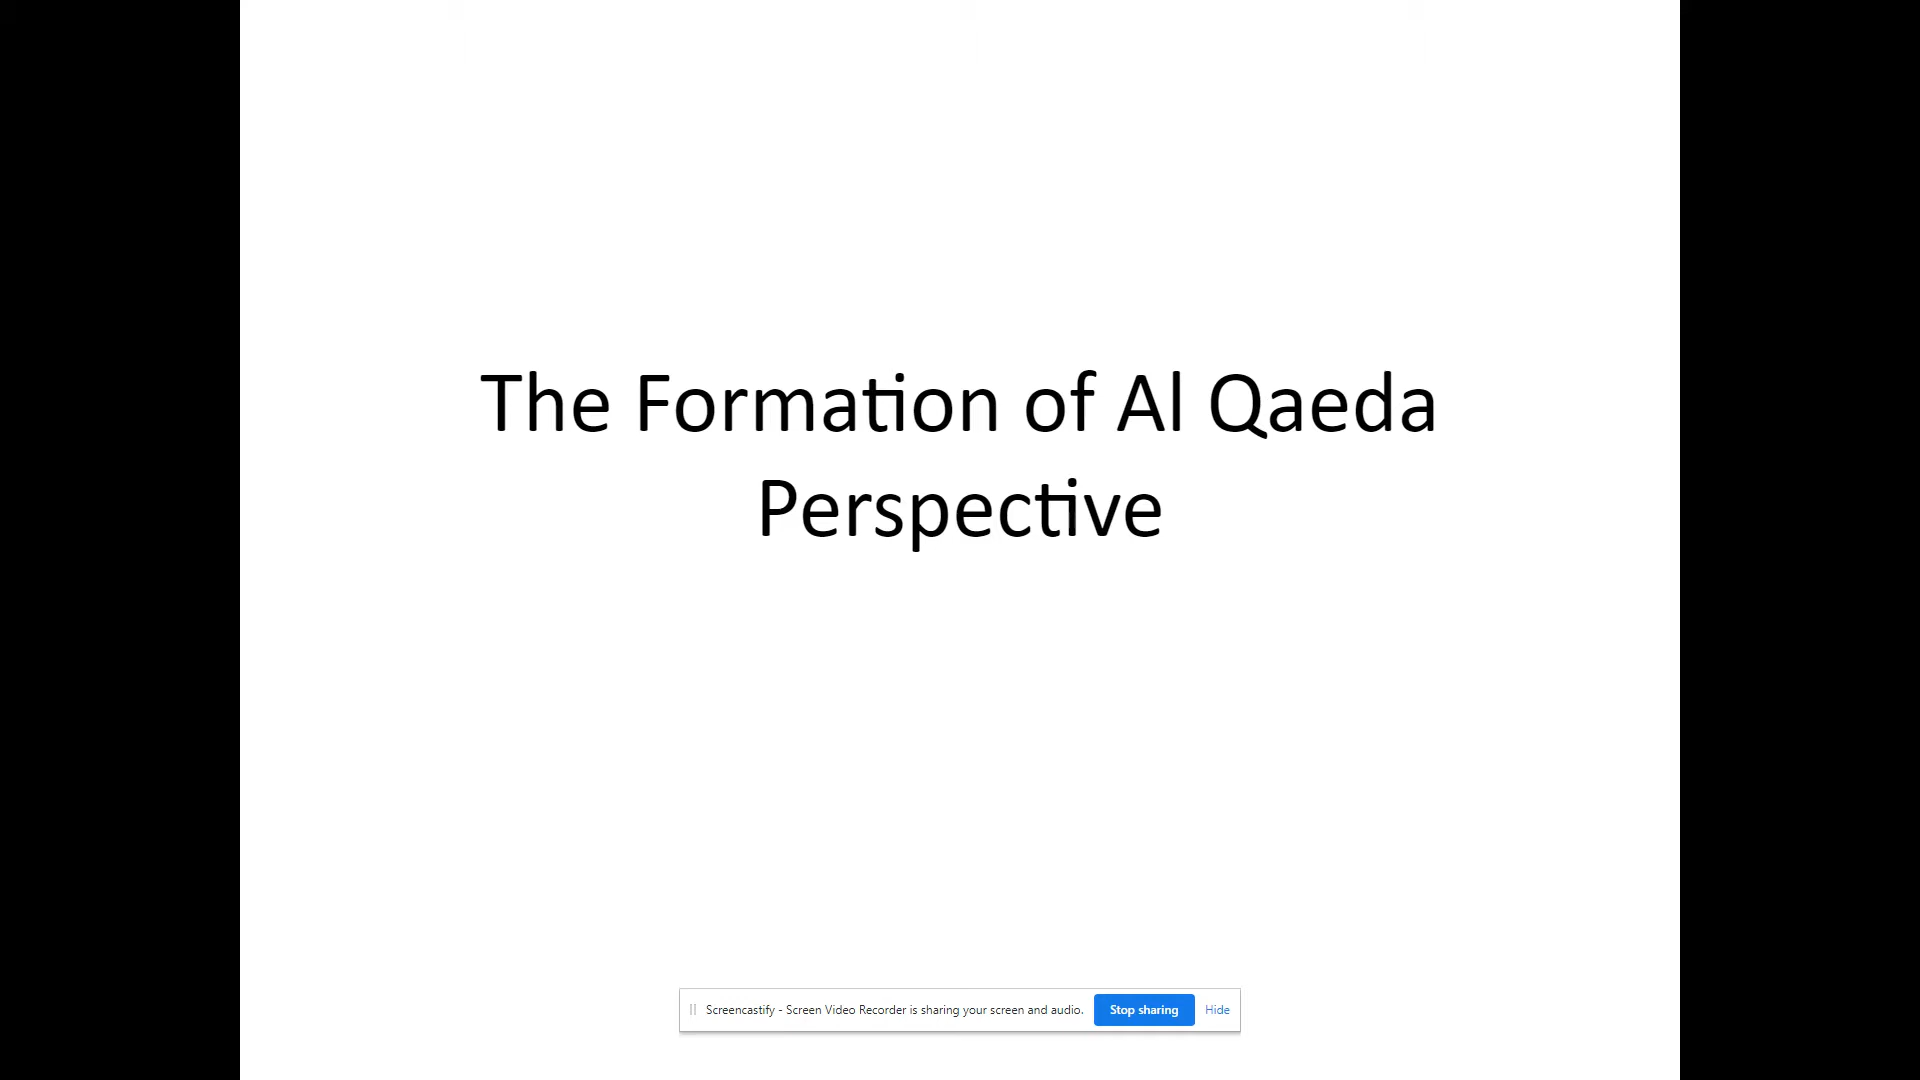 The Formation of Al Qaeda
Perspective
Screencastify - Screen Video Recorder is sharing your screen and audio. Stop sharing Hide